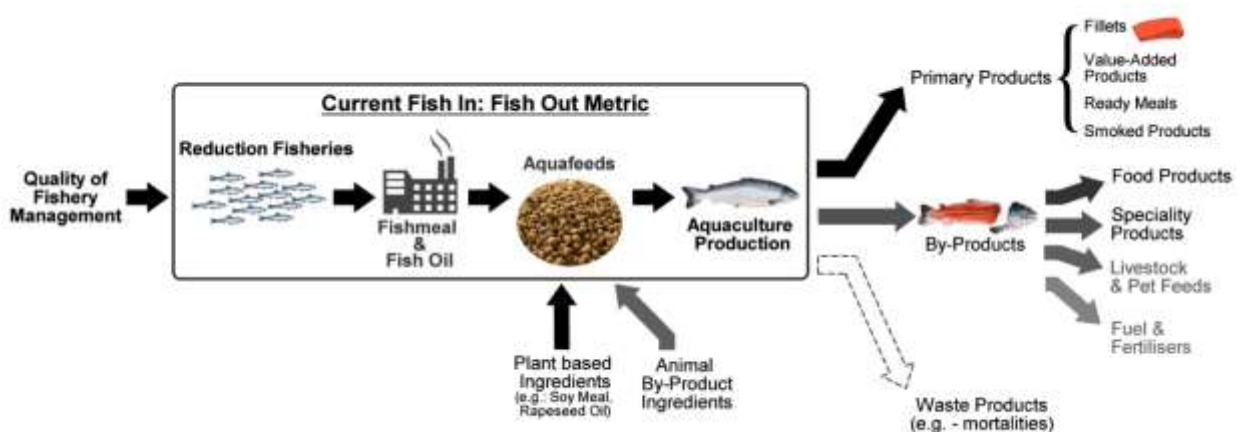 Current Fish In: Fish Out Metric
Quality of
Fishery
Management
Reduction Fisheries
Fishmeal
&
Fish Oil
Aquafeeds
Aquaculture
Production
Plant based
Ingredients
(e.g.: Soy Meal,
Rapeseed Oil)
Animal
By-Product
Ingredients
Primary Products
Fillets
Value-Added
Products
Ready Meals
Smoked Products
By-Products
Food Products
Speciality
Products
Livestock
& Pet Feeds
Fuel &
Fertilisers
Waste Products
(e.g. - mortalities)